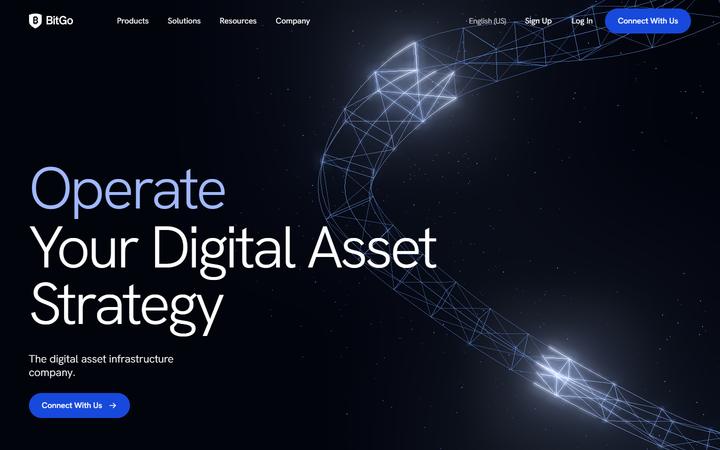 BitGo
Products Solutions Resources Company
English (US) Sign Up Log In Connect With Us
Operate
Your Digital Asset
Strategy
The digital asset infrastructure
company.
Connect With Us →